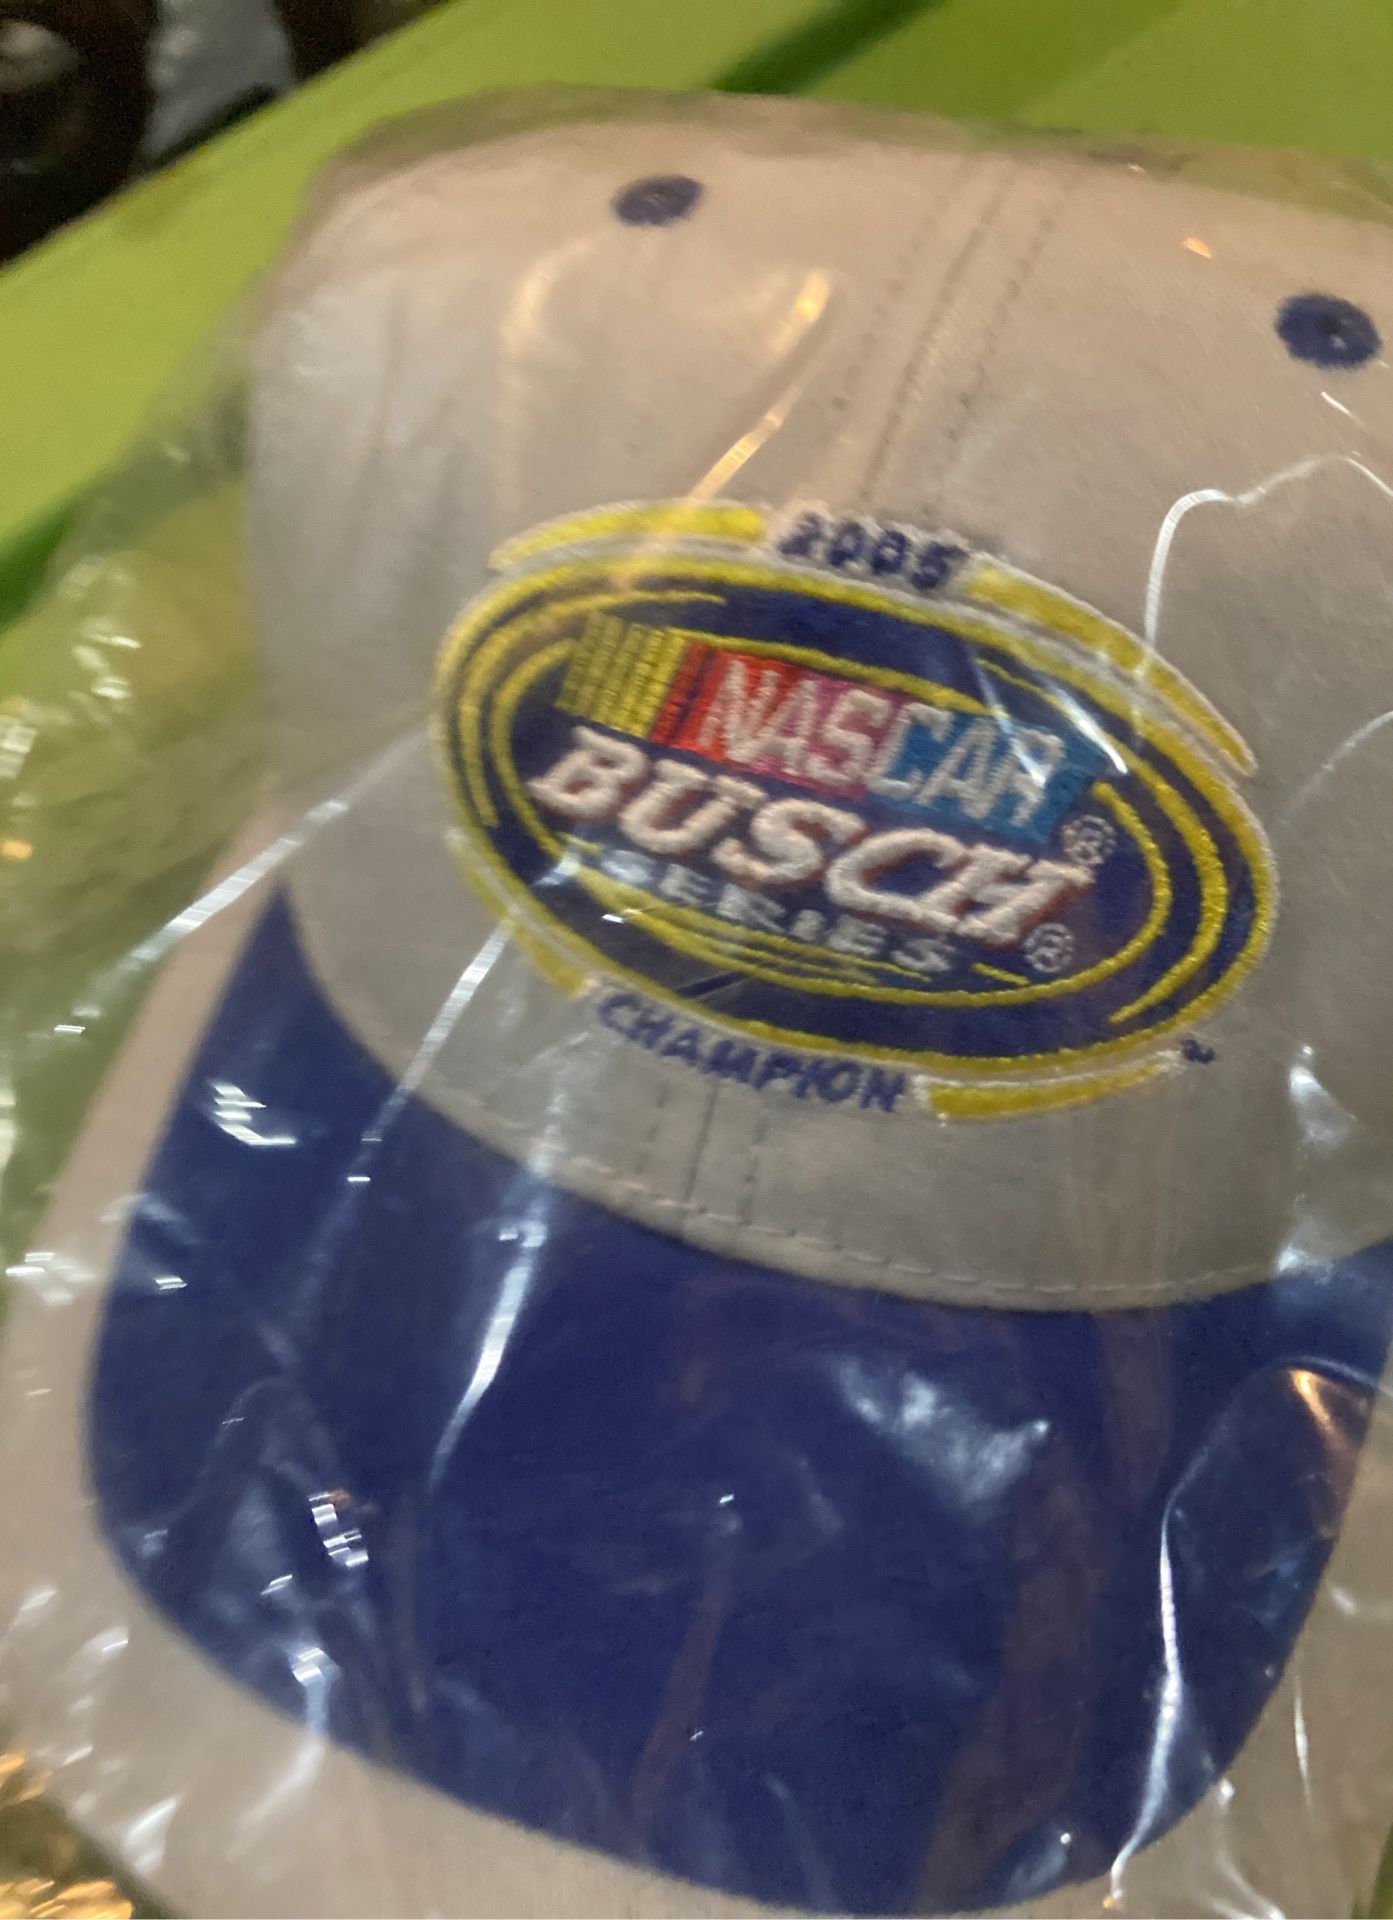 2005
NASCAR
BUSCH®
SERIES®
CHAMPION